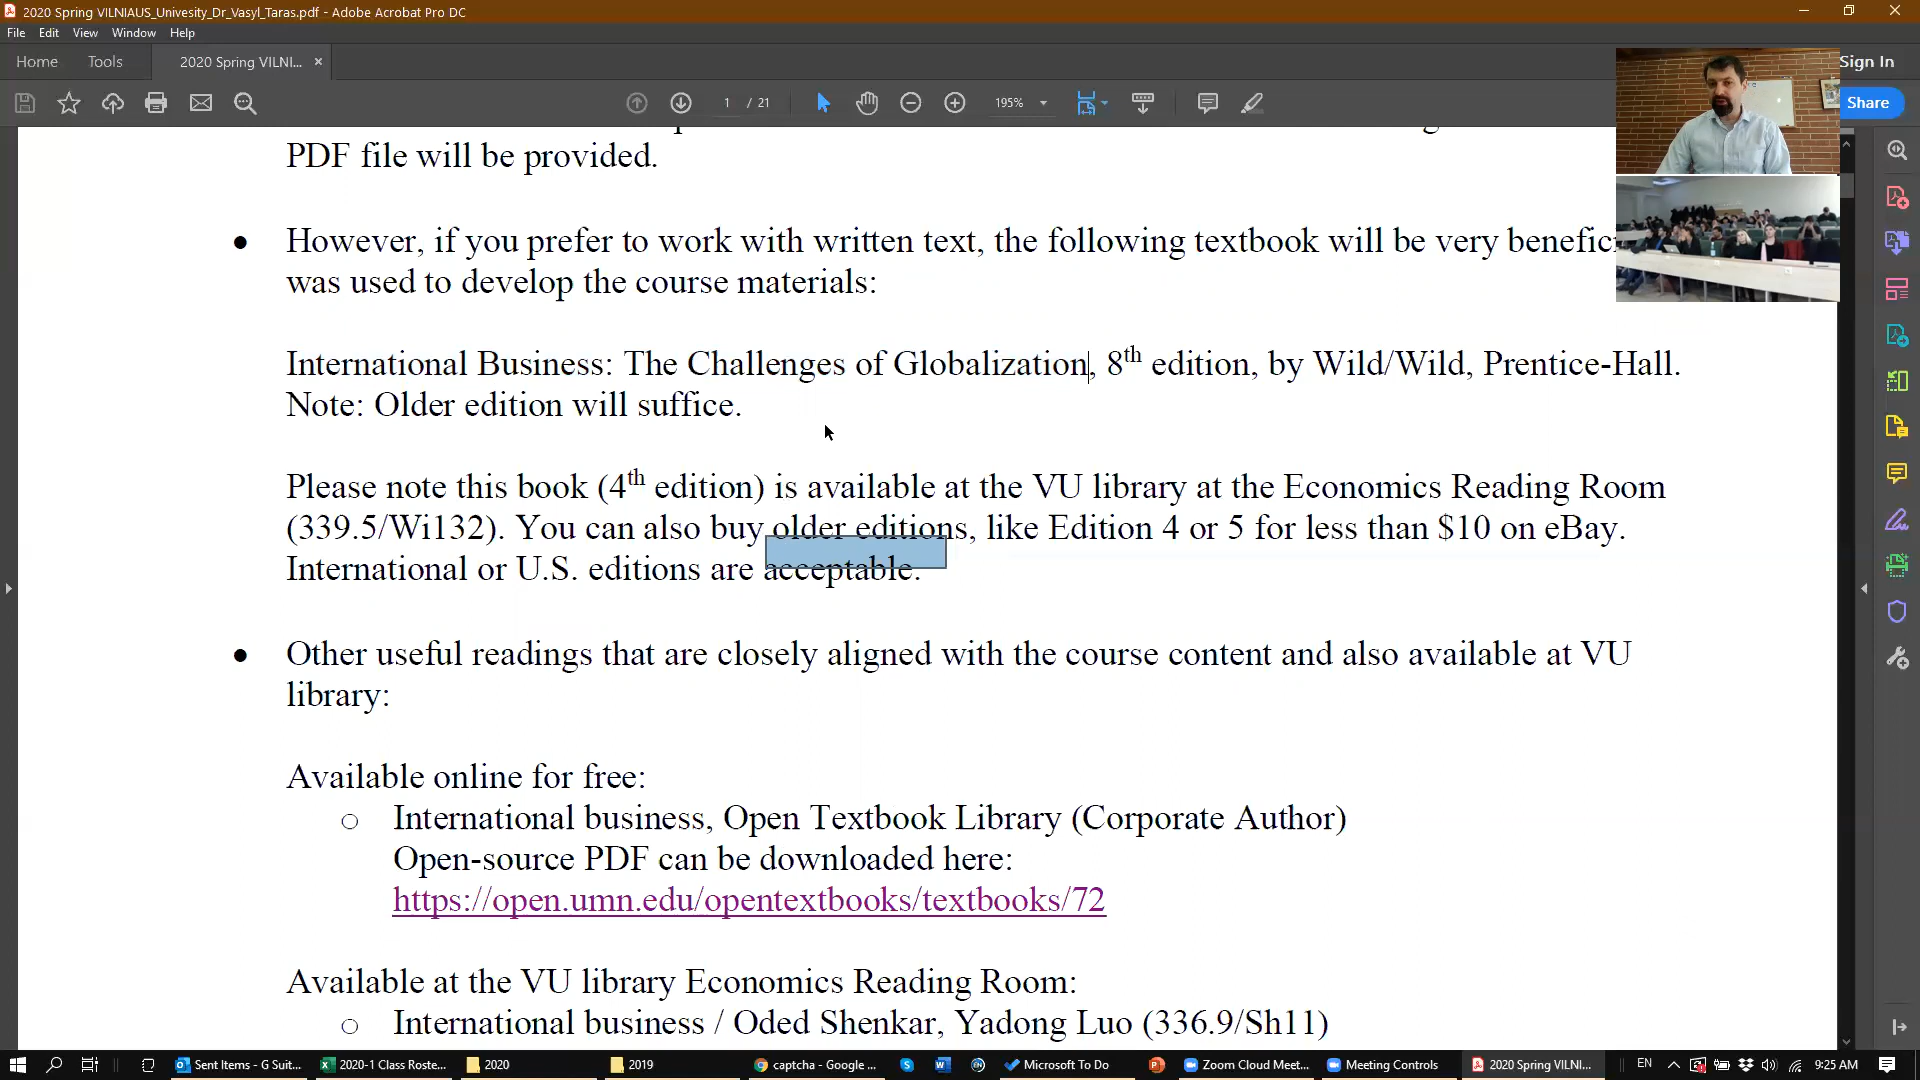 2020 Spring VILNIAUS_Univesity_Dr_Vasyl_Taras.pdf - Adobe Acrobat Pro DC
File Edit View Window Help
Home Tools 2020 Spring VILNI... × Sign In
1 / 21 195% Share
PDF file will be provided.
● However, if you prefer to work with written text, the following textbook will be very
was used to develop the course materials:
International Business: The Challenges of Globalization, 8th edition, by Wild/Wild, Prentice-Hall.
Note: Older edition will suffice.
Please note this book (4th edition) is available at the VU library at the Economics Reading Room
(339.5/Wi132). You can also buy older editions, like Edition 4 or 5 for less than $10 on eBay.
International or U.S. editions are acceptable.
● Other useful readings that are closely aligned with the course content and also available at VU
library:
Available online for free:
○ International business, Open Textbook Library (Corporate Author)
Open-source PDF can be downloaded here:
https://open.umn.edu/opentextbooks/textbooks/72
Available at the VU library Economics Reading Room:
○ International business / Oded Shenkar, Yadong Luo (336.9/Sh11)
Sent Items - G Suit... 2020-1 Class Roste... 2020 2019 captcha - Google ... Microsoft To Do Zoom Cloud Meet... Meeting Controls 2020 Spring VILNI... EN 9:25 AM